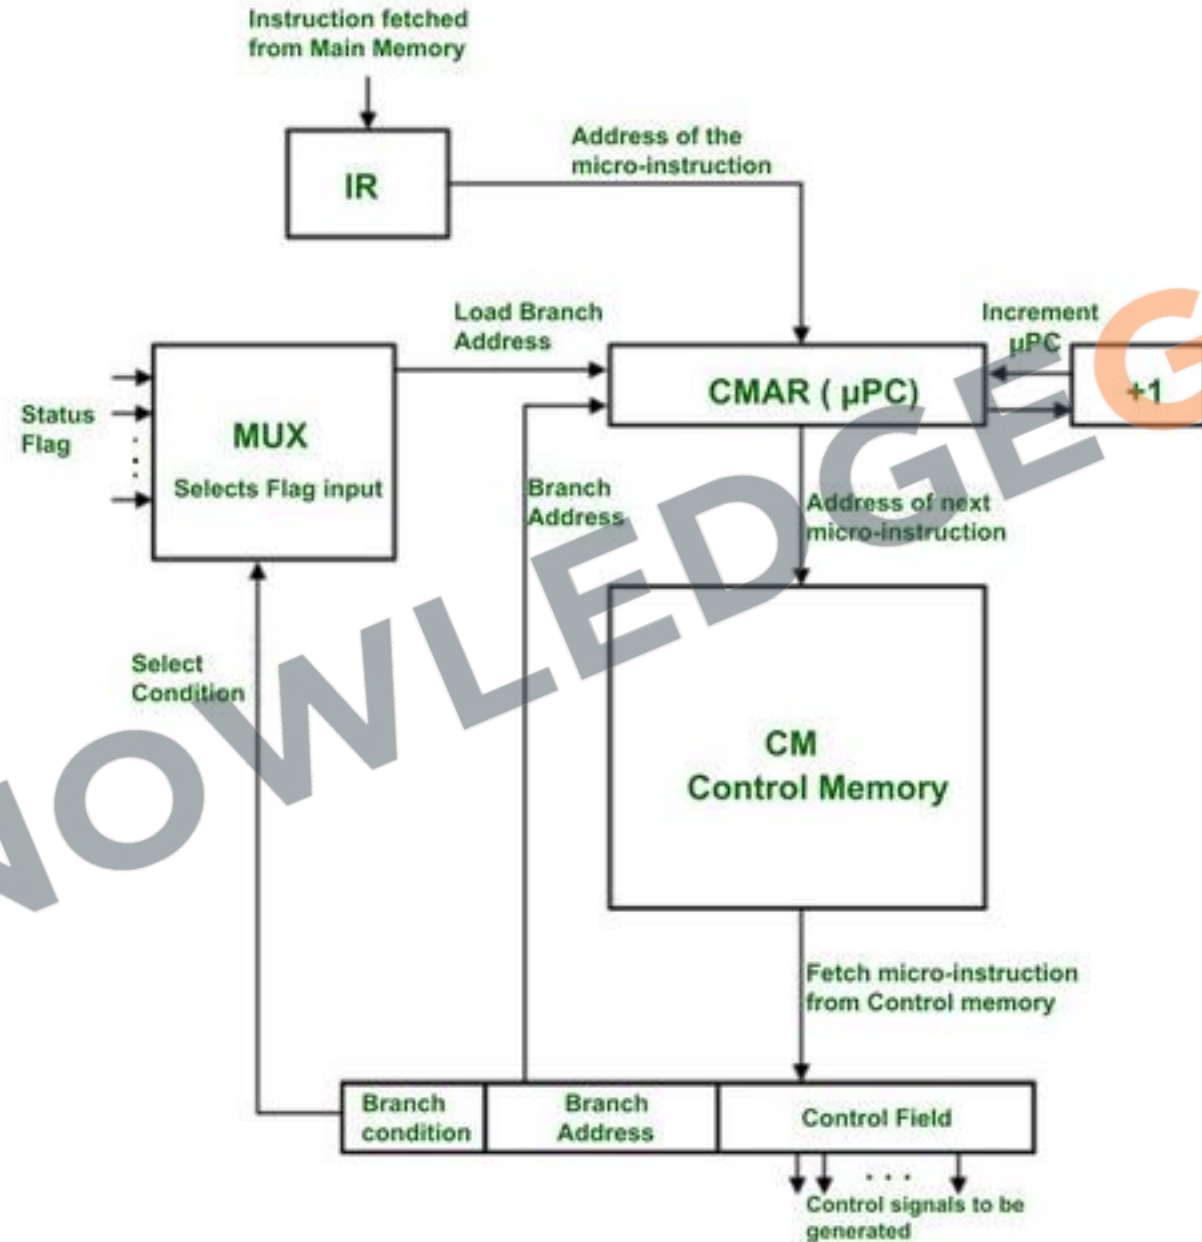 Instruction fetched
from Main Memory
IR
Address of the
micro-instruction
Load Branch
Address
Increment
μPC
Status
Flag
MUX
Selects Flag input
CMAR ( μPC)
+1
Branch
Address
Address of next
micro-instruction
Select
Condition
CM
Control Memory
Fetch micro-instruction
from Control memory
Branch
condition
Branch
Address
Control Field
. . .
Control signals to be
generated
NOWLEDGEG